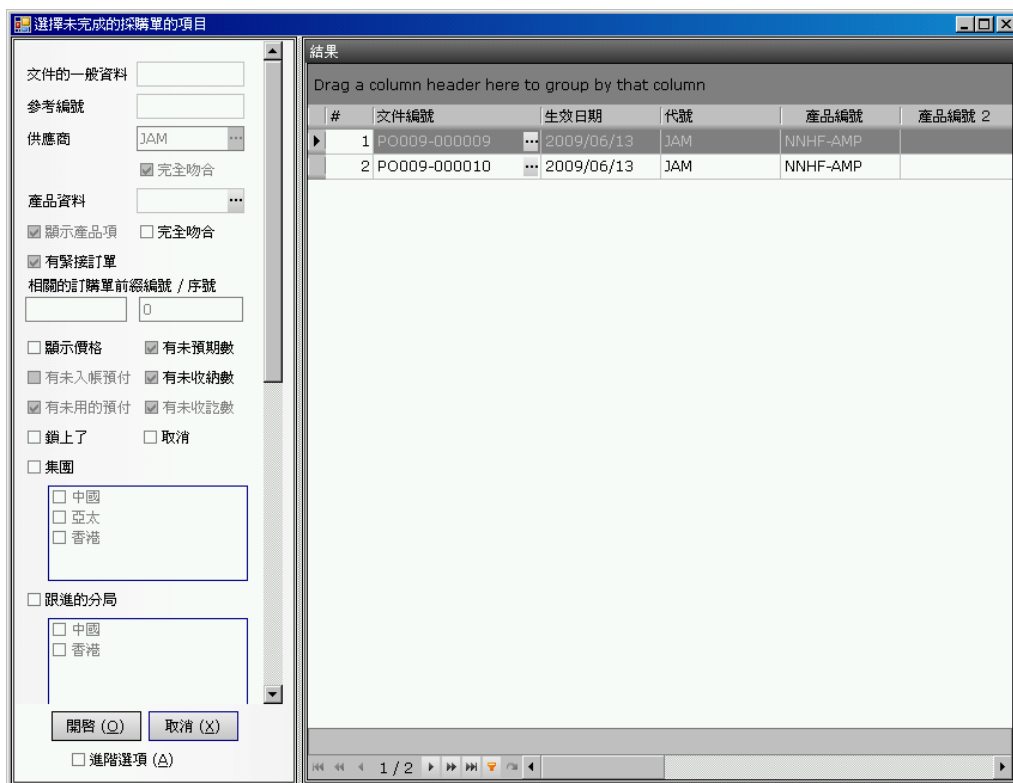 選擇未完成的採購單的項目
文件的一般資料
參考編號
供應商 JAM ...
完全吻合
產品資料 ...
顯示產品項 完全吻合
有緊接訂單
相關的訂購單前綴編號 / 序號
0
顯示價格 有未預期數
有未入帳預付 有未收納數
有未用的預付 有未收訖數
鎖上了 取消
集團
中國
亞太
香港
跟進的分局
中國
香港
開啓 (O) 取消 (X)
進階選項 (A)
結果
Drag a column header here to group by that column
# 文件編號 生效日期 代號 產品編號 產品編號 2
1 PO009-000009 ... 2009/06/13 JAM NNHF-AMP
2 PO009-000010 ... 2009/06/13 JAM NNHF-AMP
1 / 2